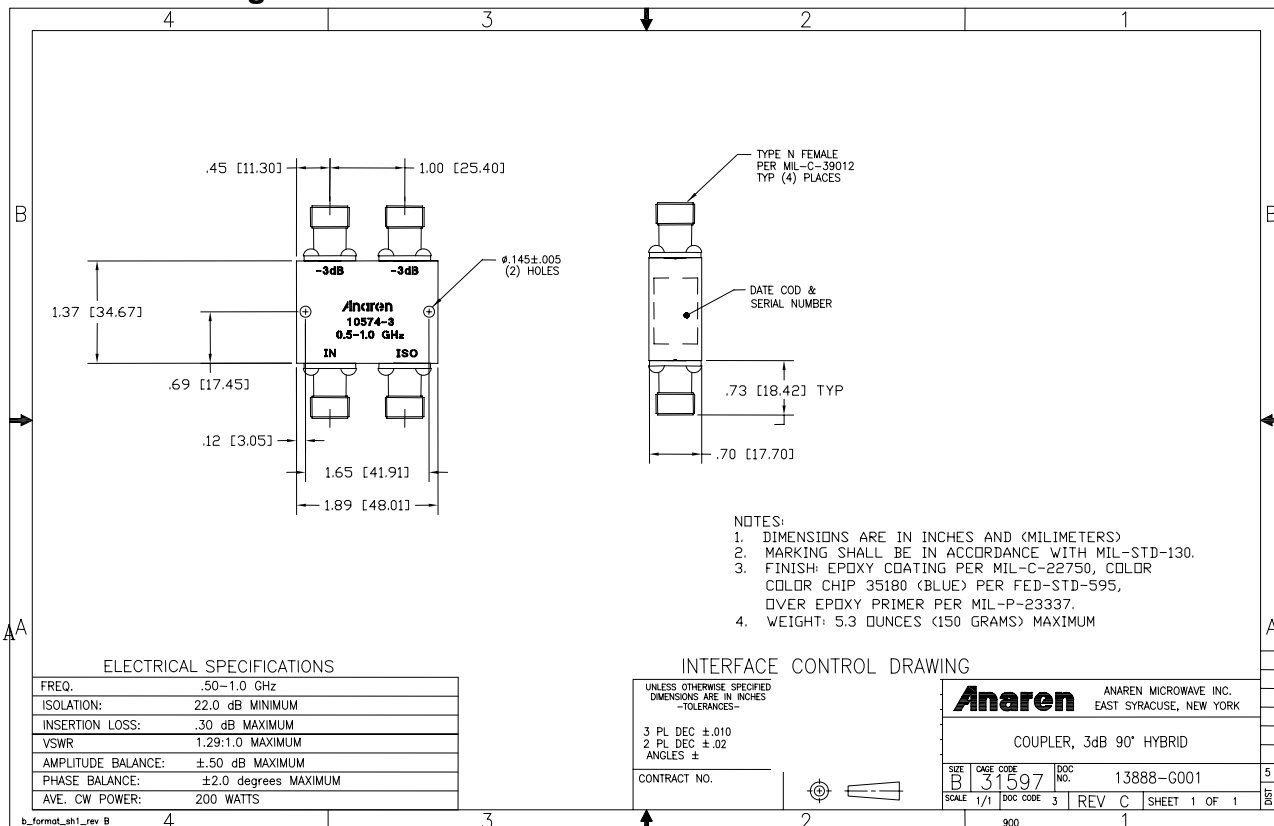 4 3 2 1
.45 [11.30] 1.00 [25.40]
TYPE N FEMALE
PER MIL-C-39012
TYP (4) PLACES
B B
-3dB -3dB
ø.145±.005
(2) HOLES
1.37 [34.67]
Anaren
10574-3
0.5-1.0 GHz
IN ISO
DATE COD &
SERIAL NUMBER
.69 [17.45]
.73 [18.42] TYP
.12 [3.05]
1.65 [41.91]
1.89 [48.01]
.70 [17.70]
NOTES:
1. DIMENSIONS ARE IN INCHES AND (MILIMETERS)
2. MARKING SHALL BE IN ACCORDANCE WITH MIL-STD-130.
3. FINISH: EPOXY COATING PER MIL-C-22750, COLOR
COLOR CHIP 35180 (BLUE) PER FED-STD-595,
OVER EPOXY PRIMER PER MIL-P-23337.
4. WEIGHT: 5.3 OUNCES (150 GRAMS) MAXIMUM
A A A
ELECTRICAL SPECIFICATIONS
FREQ. .50-1.0 GHz
ISOLATION: 22.0 dB MINIMUM
INSERTION LOSS: .30 dB MAXIMUM
VSWR 1.29:1.0 MAXIMUM
AMPLITUDE BALANCE: ±.50 dB MAXIMUM
PHASE BALANCE: ±2.0 degrees MAXIMUM
AVE. CW POWER: 200 WATTS
INTERFACE CONTROL DRAWING
UNLESS OTHERWISE SPECIFIED
DIMENSIONS ARE IN INCHES
-TOLERANCES-
3 PL DEC ±.010
2 PL DEC ±.02
ANGLES ±
CONTRACT NO.
Anaren
ANAREN MICROWAVE INC.
EAST SYRACUSE, NEW YORK
COUPLER, 3dB 90° HYBRID
SIZE B CAGE CODE 31597 DOC NO. 13888-G001
SCALE 1/1 DOC CODE 3 REV C SHEET 1 OF 1
DIST 5
b_format_sh1_rev B
4 3 2 1
900